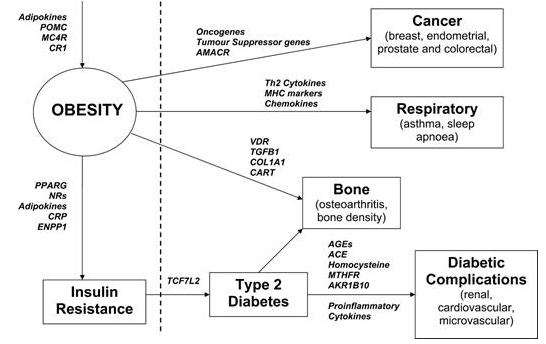 Adipokines
POMC
MC4R
CR1
OBESITY
Oncogenes
Tumour Suppressor genes
AMACR
Cancer
(breast, endometrial,
prostate and colorectal)
Th2 Cytokines
MHC markers
Chemokines
Respiratory
(asthma, sleep
apnoea)
VDR
TGFB1
COL1A1
CART
Bone
(osteoarthritis,
bone density)
PPARG
NRs
Adipokines
CRP
ENPP1
Insulin
Resistance
TCF7L2
Type 2
Diabetes
AGEs
ACE
Homocysteine
MTHFR
AKR1B10
Proinflammatory
Cytokines
Diabetic
Complications
(renal,
cardiovascular,
microvascular)